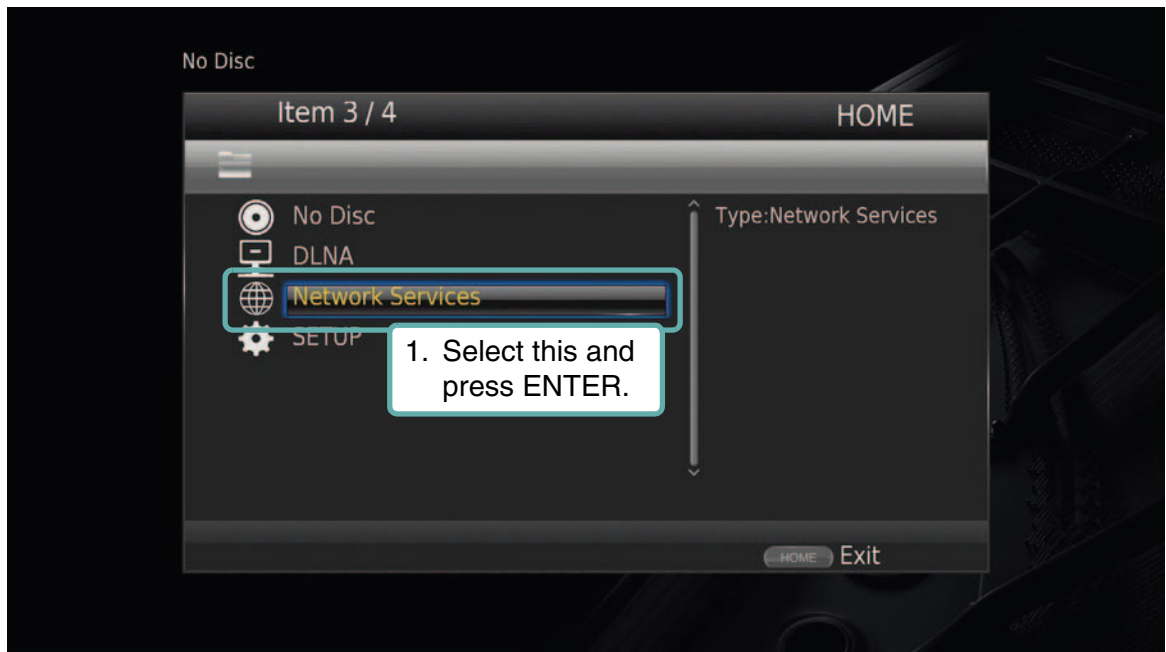 No Disc
Item 3 / 4
HOME
No Disc
Type:Network Services
DLNA
Network Services
SETUP
1. Select this and
press ENTER.
HOME Exit